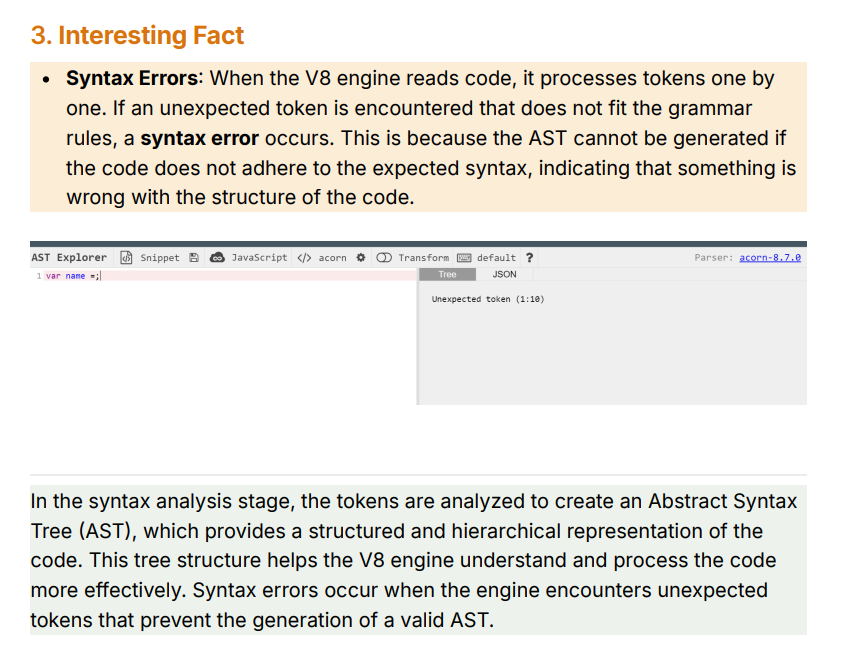 3. Interesting Fact
• Syntax Errors: When the V8 engine reads code, it processes tokens one by
one. If an unexpected token is encountered that does not fit the grammar
rules, a syntax error occurs. This is because the AST cannot be generated if
the code does not adhere to the expected syntax, indicating that something is
wrong with the structure of the code.
AST Explorer Snippet JavaScript </> acorn Transform default ? Parser: acorn-8.7.0
1 var name =;
Tree JSON
Unexpected token (1:10)
In the syntax analysis stage, the tokens are analyzed to create an Abstract Syntax
Tree (AST), which provides a structured and hierarchical representation of the
code. This tree structure helps the V8 engine understand and process the code
more effectively. Syntax errors occur when the engine encounters unexpected
tokens that prevent the generation of a valid AST.